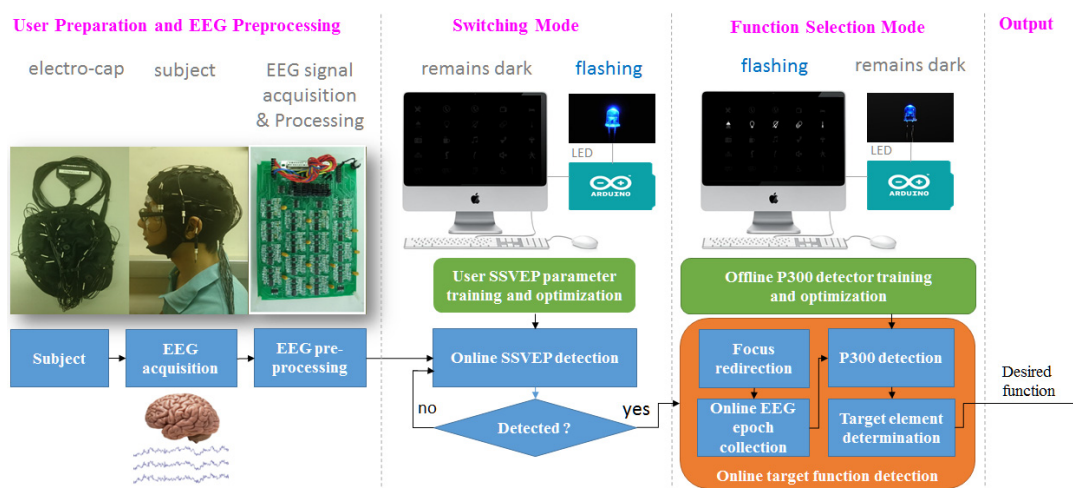 User Preparation and EEG Preprocessing
Switching Mode
Function Selection Mode
Output
electro-cap
subject
EEG signal
acquisition
& Processing
remains dark
flashing
flashing
remains dark
LED
ARDUINO
LED
ARDUINO
User SSVEP parameter
training and optimization
Offline P300 detector training
and optimization
Subject
EEG
acquisition
EEG pre-
processing
Online SSVEP detection
Focus
redirection
P300 detection
Desired
function
no
yes
Detected ?
Online EEG
epoch
collection
Target element
determination
Online target function detection